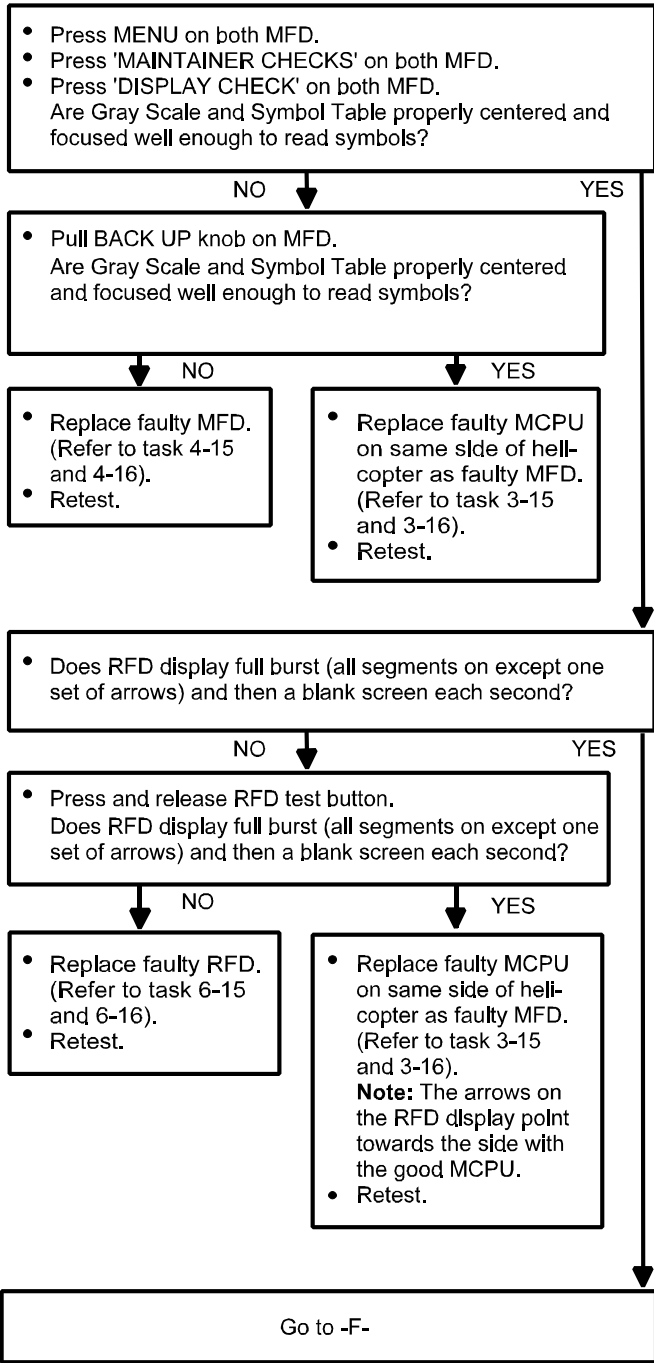 • Press MENU on both MFD.
• Press 'MAINTAINER CHECKS' on both MFD.
• Press 'DISPLAY CHECK' on both MFD.
Are Gray Scale and Symbol Table properly centered and
focused well enough to read symbols?
NO
YES
• Pull BACK UP knob on MFD.
Are Gray Scale and Symbol Table properly centered
and focused well enough to read symbols?
NO
YES
• Replace faulty MFD.
(Refer to task 4-15
and 4-16).
• Retest.
• Replace faulty MCPU
on same side of heli-
copter as faulty MFD.
(Refer to task 3-15
and 3-16).
• Retest.
• Does RFD display full burst (all segments on except one
set of arrows) and then a blank screen each second?
NO
YES
• Press and release RFD test button.
Does RFD display full burst (all segments on except one
set of arrows) and then a blank screen each second?
NO
YES
• Replace faulty RFD.
(Refer to task 6-15
and 6-16).
• Retest.
• Replace faulty MCPU
on same side of heli-
copter as faulty MFD.
(Refer to task 3-15
and 3-16).
Note: The arrows on
the RFD display point
towards the side with
the good MCPU.
• Retest.
Go to -F-